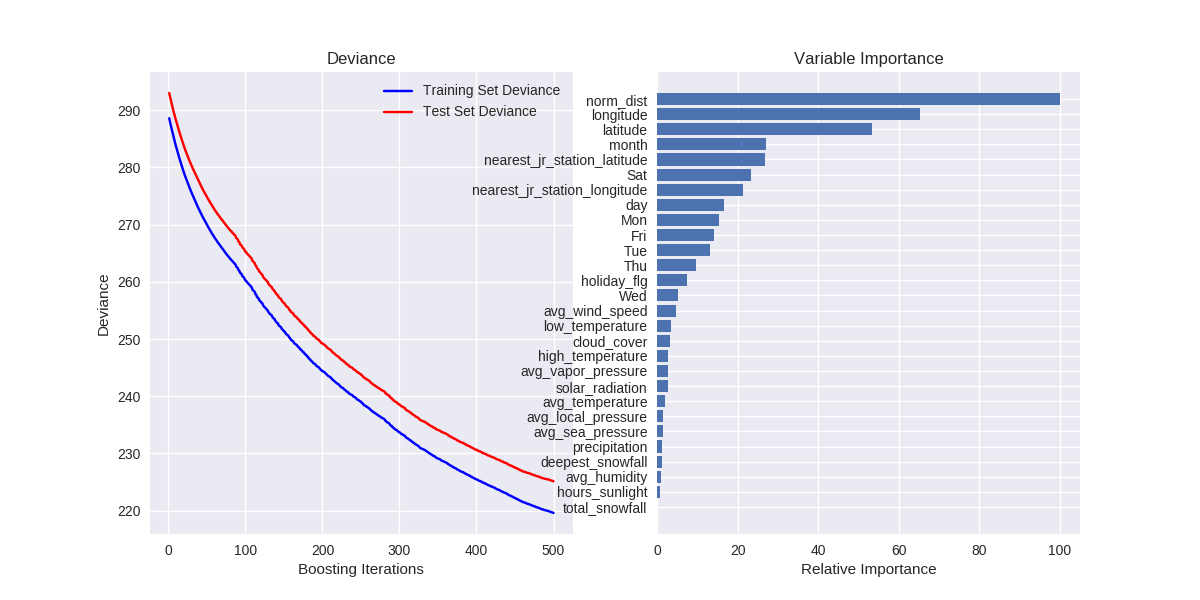 Deviance
Training Set Deviance
Test Set Deviance
290
280
270
260
250
240
230
220
Deviance
0 100 200 300 400 500
Boosting Iterations
Variable Importance
norm_dist
longitude
latitude
month
nearest_jr_station_latitude
Sat
nearest_jr_station_longitude
day
Mon
Fri
Tue
Thu
holiday_flg
Wed
avg_wind_speed
low_temperature
cloud_cover
high_temperature
avg_vapor_pressure
solar_radiation
avg_temperature
avg_local_pressure
avg_sea_pressure
precipitation
deepest_snowfall
avg_humidity
hours_sunlight
total_snowfall
0 20 40 60 80 100
Relative Importance